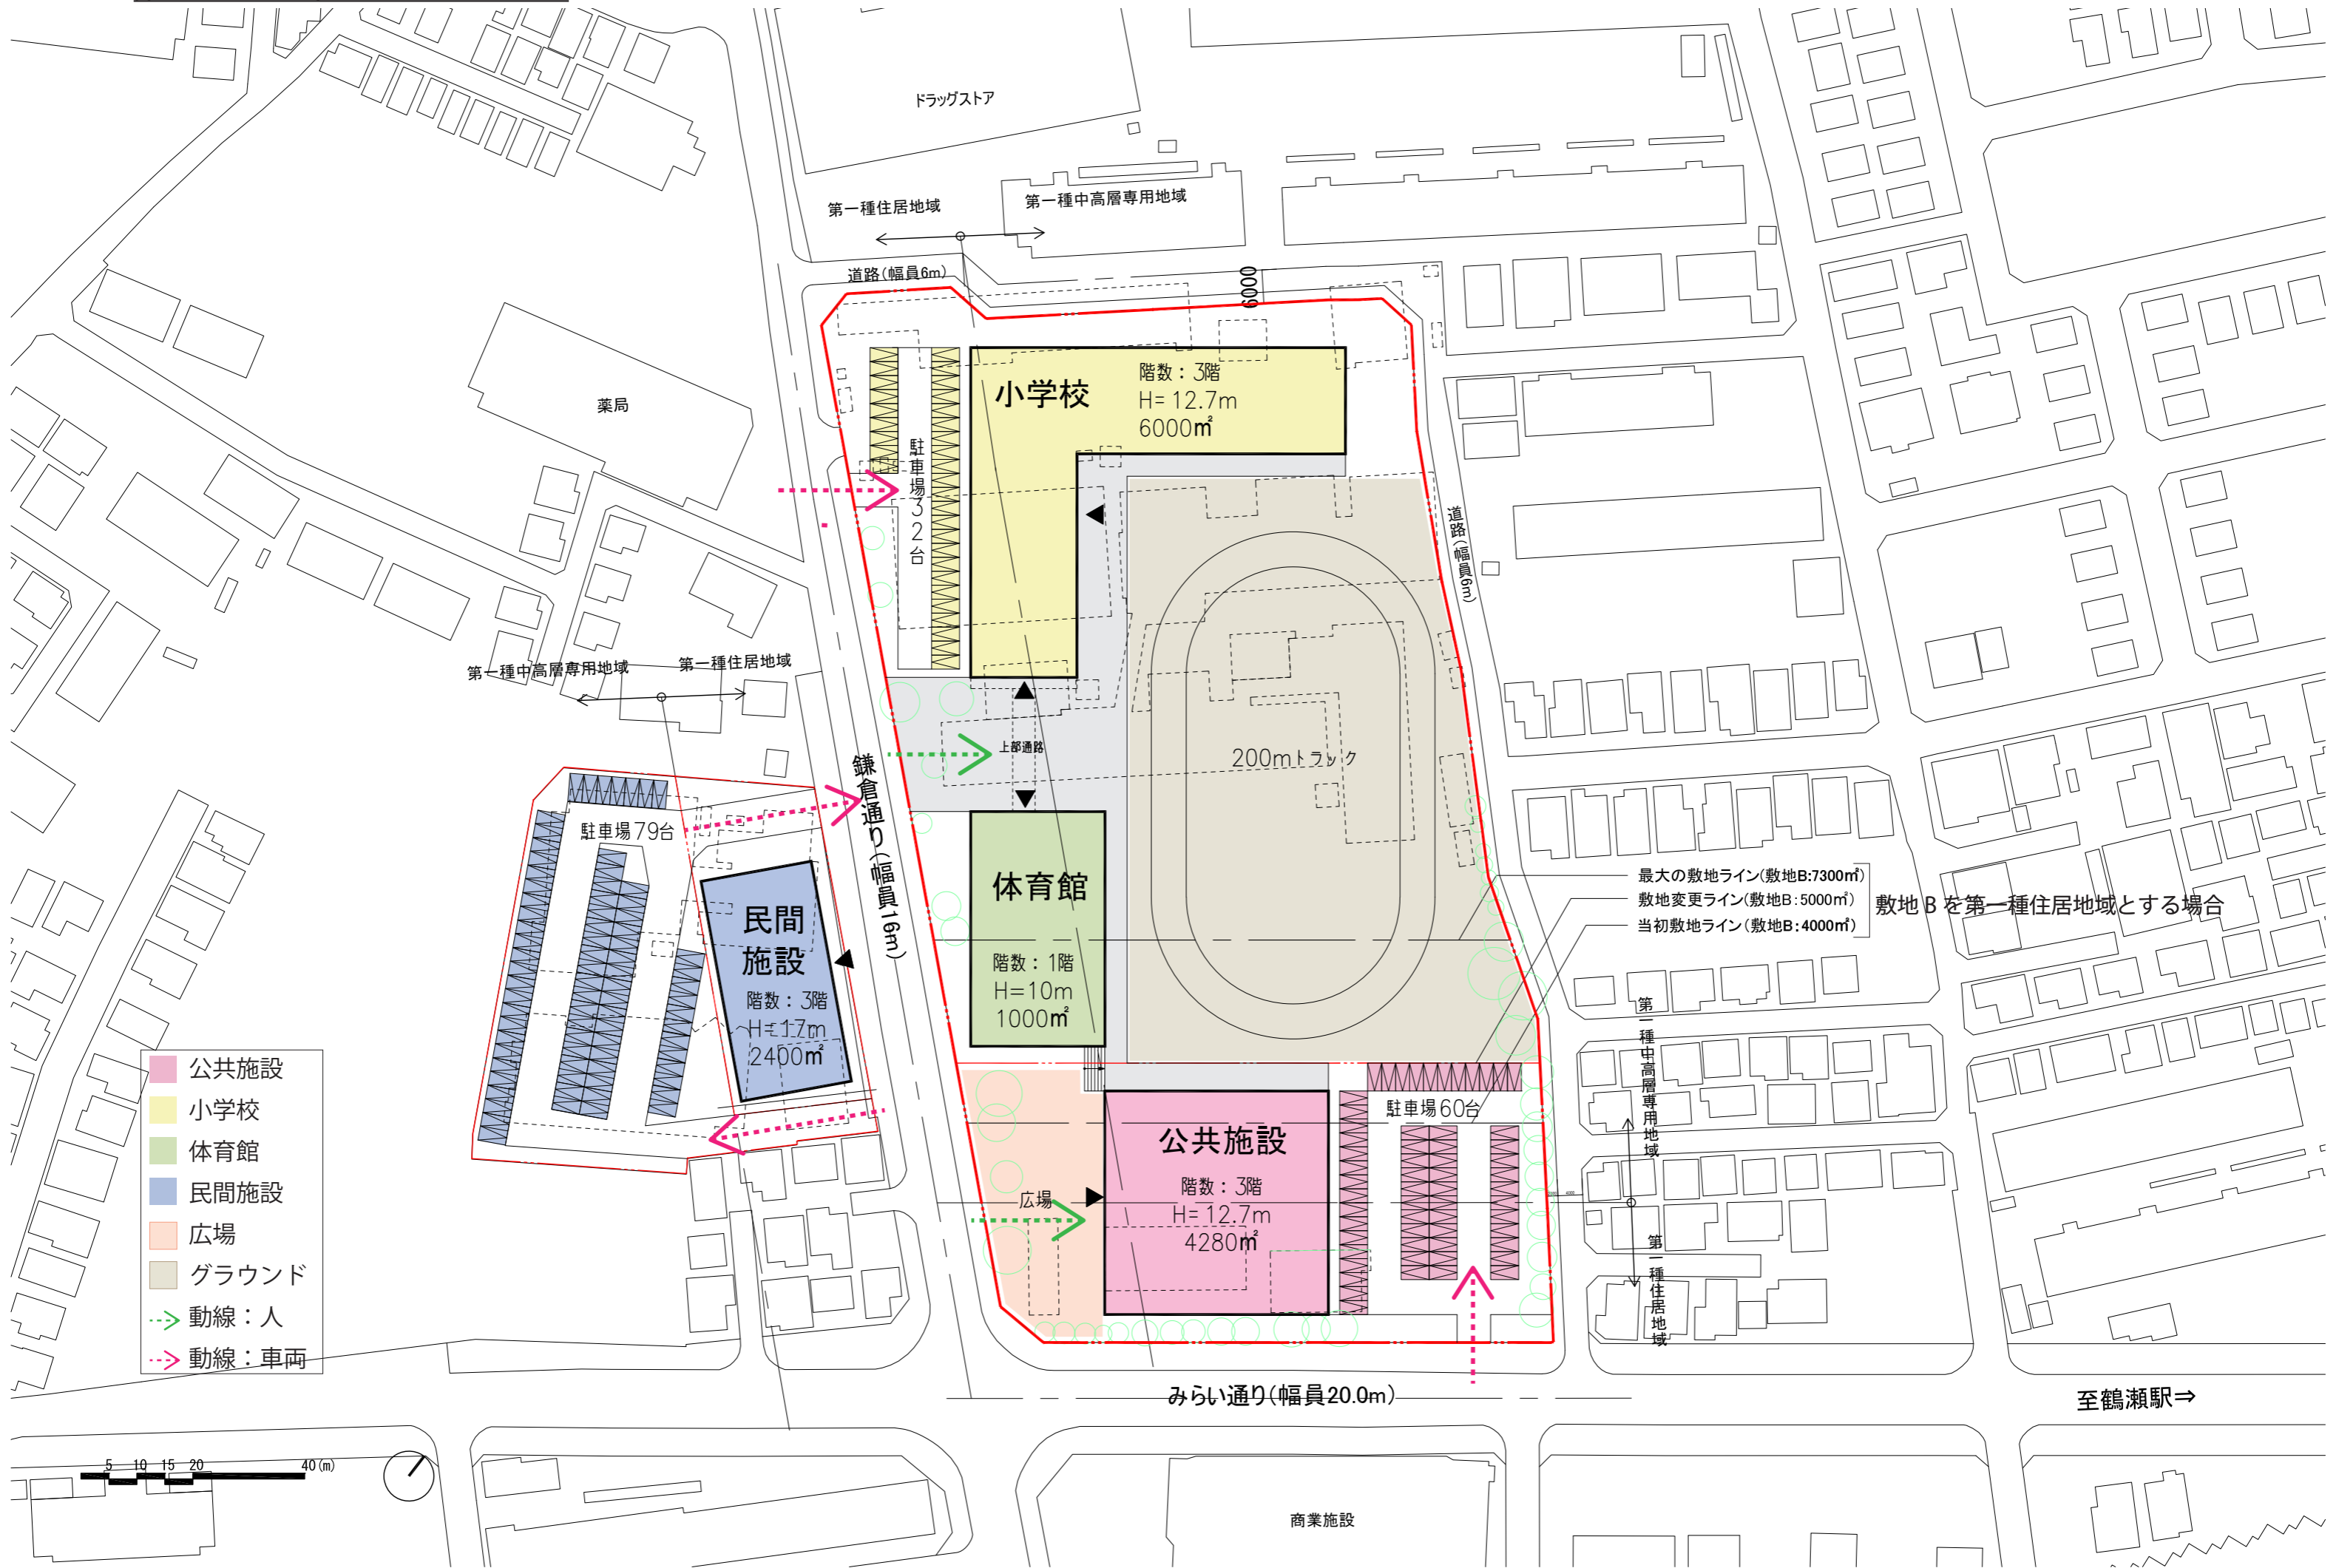 ドラッグストア
第一種住居地域
第一種中高層専用地域
道路(幅員6m)
6000
薬局
小学校
階数：3階
H=12.7m
6000㎡
駐車場32台
道路(幅員6m)
第一種中高層専用地域
第一種住居地域
上部通路
200mトラック
鎌倉通り(幅員16m)
駐車場79台
民間
施設
階数：3階
H=17m
2400㎡
体育館
階数：1階
H=10m
1000㎡
最大の敷地ライン(敷地B:7300㎡)
敷地変更ライン(敷地B:5000㎡)
当初敷地ライン(敷地B:4000㎡)
敷地 B を第一種住居地域とする場合
第一種中高層専用地域
第一種住居地域
駐車場60台
公共施設
階数：3階
H=12.7m
4280㎡
広場
公共施設
小学校
体育館
民間施設
広場
グラウンド
動線：人
動線：車両
みらい通り(幅員20.0m)
至鶴瀬駅⇒
5 10 15 20 40(m)
商業施設